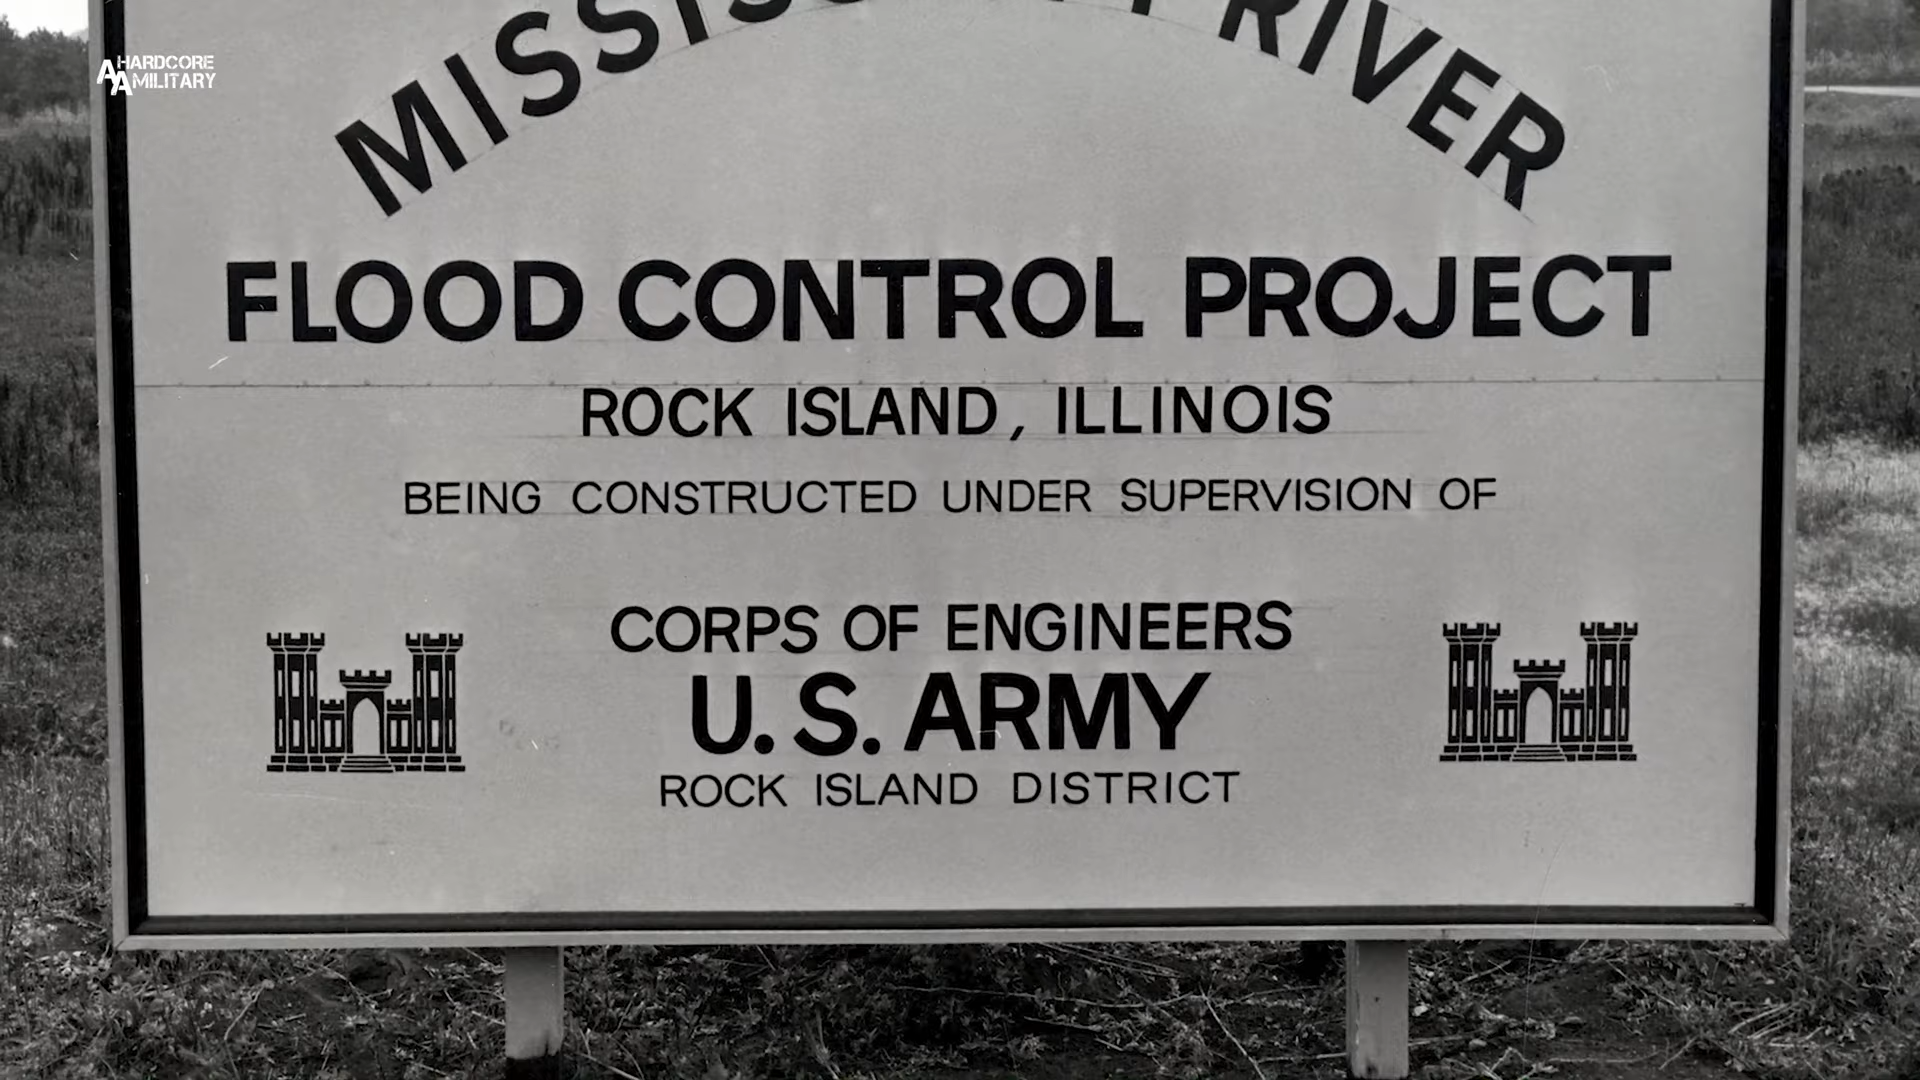 HARDCORE
AA MILITARY
RIVER
FLOOD CONTROL PROJECT
ROCK ISLAND, ILLINOIS
BEING CONSTRUCTED UNDER SUPERVISION OF
CORPS OF ENGINEERS
U.S. ARMY
ROCK ISLAND DISTRICT